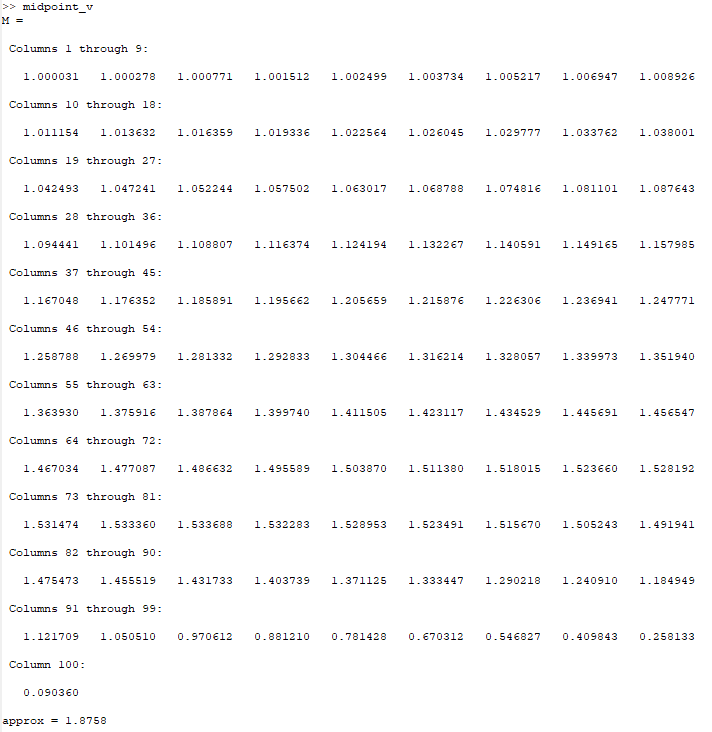 >> midpoint_v
M =
Columns 1 through 9:
1.000031 1.000278 1.000771 1.001512 1.002499 1.003734 1.005217 1.006947 1.008926
Columns 10 through 18:
1.011154 1.013632 1.016359 1.019336 1.022564 1.026045 1.029777 1.033762 1.038001
Columns 19 through 27:
1.042493 1.047241 1.052244 1.057502 1.063017 1.068788 1.074816 1.081101 1.087643
Columns 28 through 36:
1.094441 1.101496 1.108807 1.116374 1.124194 1.132267 1.140591 1.149165 1.157985
Columns 37 through 45:
1.167048 1.176352 1.185891 1.195662 1.205659 1.215876 1.226306 1.236941 1.247771
Columns 46 through 54:
1.258788 1.269979 1.281332 1.292833 1.304466 1.316214 1.328057 1.339973 1.351940
Columns 55 through 63:
1.363930 1.375916 1.387864 1.399740 1.411505 1.423117 1.434529 1.445691 1.456547
Columns 64 through 72:
1.467034 1.477087 1.486632 1.495589 1.503870 1.511380 1.518015 1.523660 1.528192
Columns 73 through 81:
1.531474 1.533360 1.533688 1.532283 1.528953 1.523491 1.515670 1.505243 1.491941
Columns 82 through 90:
1.475473 1.455519 1.431733 1.403739 1.371125 1.333447 1.290218 1.240910 1.184949
Columns 91 through 99:
1.121709 1.050510 0.970612 0.881210 0.781428 0.670312 0.546827 0.409843 0.258133
Column 100:
0.090360
approx = 1.8758